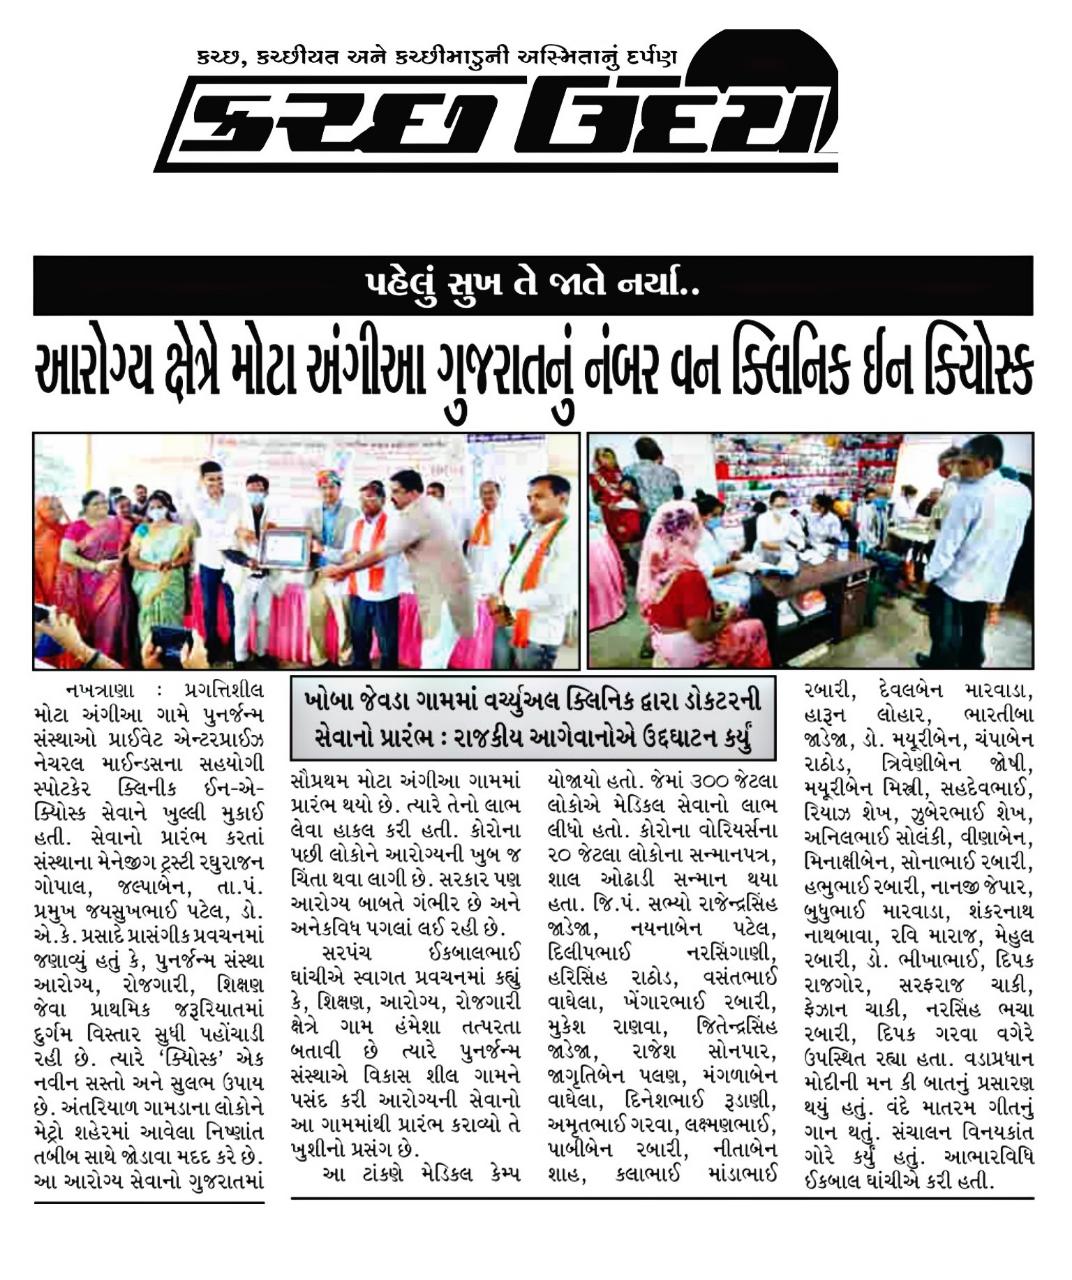 કચ્છ, કચ્છીયત અને કચ્છીમાડુની અસ્મિતાનું દર્પણ
કચ્છ ઉદય
પહેલું સુખ તે જાતે નર્યા..
આરોગ્ય ક્ષેત્રે મોટા અંગીઆ ગુજરાતનું નંબર વન ક્લિનિક ઈન ક્યોિસ્ક
નખત્રાણા : પ્રગત્તિશીલ
મોટા અંગીઆ ગામે પુનર્જન્મ
સંસ્થાઓ પ્રાઈવેટ એન્ટરપ્રાઈઝ
નેચરલ માઈન્ડસના સહયોગી
સ્પોટકેર ક્લિનીક ઈન-એ-
ક્યિોસ્ક સેવાને ખુલ્લી મુકાઈ
હતી. સેવાનો પ્રારંભ કરતાં
સંસ્થાના મેનેજીગ ટ્રસ્ટી રઘુરાજન
ગોપાલ, જલ્પાબેન, તા.પં.
પ્રમુખ જયસુખભાઈ પટેલ, ડો.
એ.કે. પ્રસાદે પ્રાસંગીક પ્રવચનમાં
જણાવ્યું હતું કે, પુનર્જન્મ સંસ્થા
આરોગ્ય, રોજગારી, શિક્ષણ
જેવા પ્રાથમિક જરૂરિયાતમાં
દુર્ગમ વિસ્તાર સુધી પહોંચાડી
રહી છે. ત્યારે ‘ક્યિોસ્ક’ એક
નવીન સસ્તો અને સુલભ ઉપાય
છે. અંતરિયાળ ગામડાના લોકોને
મેટ્રો શહેરમાં આવેલા નિષ્ણાંત
તબીબ સાથે જોડાવા મદદ કરે છે.
આ આરોગ્ય સેવાનો ગુજરાતમાં
ખોબા જેવડા ગામમાં વર્ચ્યુઅલ ક્લિનિક દ્વારા ડોકટરની
સેવાનો પ્રારંભ : રાજકીય આગેવાનોએ ઉદ્દઘાટન કર્યું
સૌપ્રથમ મોટા અંગીઆ ગામમાં
પ્રારંભ થયો છે. ત્યારે તેનો લાભ
લેવા હાકલ કરી હતી. કોરોના
પછી લોકોને આરોગ્યની ખુબ જ
ચિંતા થવા લાગી છે. સરકાર પણ
આરોગ્ય બાબતે ગંભીર છે અને
અનેકવિધ પગલાં લઈ રહી છે.
સરપંચ ઈકબાલભાઈ
ઘાંચીએ સ્વાગત પ્રવચનમાં કહ્યું
કે, શિક્ષણ, આરોગ્ય, રોજગારી
ક્ષેત્રે ગામ હંમેશા તત્પરતા
બતાવી છે ત્યારે પુનર્જન્મ
સંસ્થાએ વિકાસ શીલ ગામને
પસંદ કરી આરોગ્યની સેવાનો
આ ગામમાંથી પ્રારંભ કરાવ્યો તે
ખુશીનો પ્રસંગ છે.
આ ટાંકણે મેડિકલ કેમ્પ
યોજાયો હતો. જેમાં ૩૦૦ જેટલા
લોકોએ મેડિકલ સેવાનો લાભ
લીધો હતો. કોરોના વોરિયર્સના
૨૦ જેટલા લોકોના સન્માનપત્ર,
શાલ ઓઢાડી સન્માન થયા
હતા. જિ.પં. સભ્યો રાજેન્દ્રસિંહ
જાડેજા, નયનાબેન પટેલ,
દિલીપભાઈ નરસિંગાણી,
હરિસિંહ રાઠોડ, વસંતભાઈ
વાઘેલા, ખેંગારભાઈ રબારી,
મુકેશ રાણવા, જિતેન્દ્રસિંહ
જાડેજા, રાજેશ સોનપાર,
જાગૃતિબેન પલણ, મંગળાબેન
વાઘેલા, દિનેશભાઈ રૂડાણી,
અમૃતભાઈ ગરવા, લક્ષ્મણભાઈ,
પાબીબેન રબારી, નીતાબેન
શાહ, કલાભાઈ માંડાભાઈ
રબારી, દેવલબેન મારવાડા,
હારૂન લોહાર, ભારતીબા
જાડેજા, ડો. મયૂરીબેન, ચંપાબેન
રાઠોડ, ત્રિવેણીબેન જોષી,
મયૂરીબેન મિસ્ત્રી, સહદેવભાઈ,
રિયાઝ શેખ, ઝુબેરભાઈ શેખ,
અનિલભાઈ સોલંકી, વીણાબેન,
મિનાક્ષીબેન, સોનાભાઈ રબારી,
હભુભાઈ રબારી, નાનજી જેપાર,
બુધુભાઈ મારવાડા, શંકરનાથ
નાથબાવા, રવિ મારાજ, મેહુલ
રબારી, ડો. ભીખાભાઈ, દિપક
રાજગોર, સરફરાજ ચાકી,
ફેઝાન ચાકી, નરસિંહ ભચા
રબારી, દિપક ગરવા વગેરે
ઉપસ્થિત રહ્યા હતા. વડાપ્રધાન
મોદીની મન કી બાતનું પ્રસારણ
થયું હતું. વંદે માતરમ ગીતનું
ગાન થતું. સંચાલન વિનયકાંત
ગોરે કર્યું હતું. આભારવિધિ
ઈકબાલ ઘાંચીએ કરી હતી.